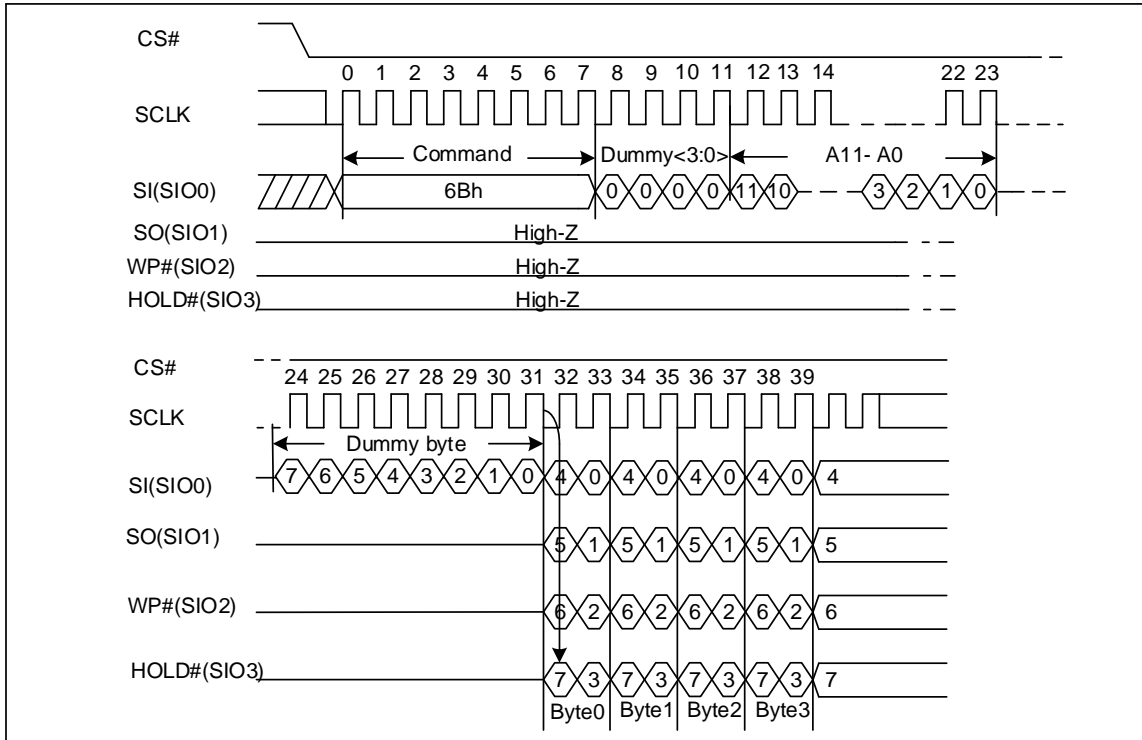 CS#
0 1 2 3 4 5 6 7 8 9 10 11 12 13 14 22 23
SCLK
Command Dummy<3:0> A11- A0
SI(SIO0) 6Bh 0 0 0 0 11 10 3 2 1 0
SO(SIO1) High-Z
WP#(SIO2) High-Z
HOLD#(SIO3) High-Z
CS#
24 25 26 27 28 29 30 31 32 33 34 35 36 37 38 39
SCLK
Dummy byte
SI(SIO0) 7 6 5 4 3 2 1 0 4 0 4 0 4 0 4 0 4
SO(SIO1) 5 1 5 1 5 1 5 1 5
WP#(SIO2) 6 2 6 2 6 2 6 2 6
HOLD#(SIO3) 7 3 7 3 7 3 7 3 7
Byte0 Byte1 Byte2 Byte3